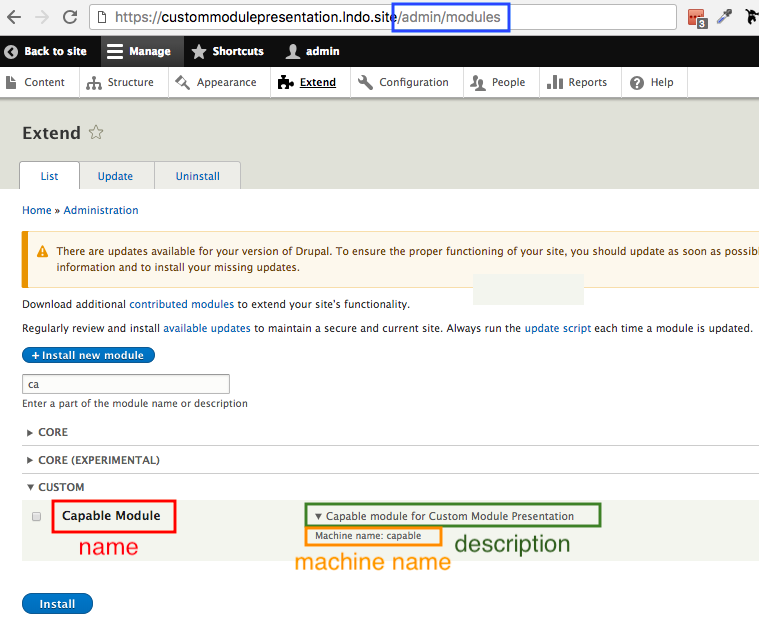 https://custommodulepresentation.lndo.site/admin/modules
3
Back to site Manage Shortcuts admin
Content Structure Appearance Extend Configuration People Reports Help
Extend
List Update Uninstall
Home » Administration
There are updates available for your version of Drupal. To ensure the proper functioning of your site, you should update as soon as possib
information and to install your missing updates.
Download additional contributed modules to extend your site's functionality.
Regularly review and install available updates to maintain a secure and current site. Always run the update script each time a module is updated.
+ Install new module
ca
Enter a part of the module name or description
▶ CORE
▶ CORE (EXPERIMENTAL)
▼ CUSTOM
Capable Module ▼ Capable module for Custom Module Presentation
Machine name: capable
name description
machine name
Install